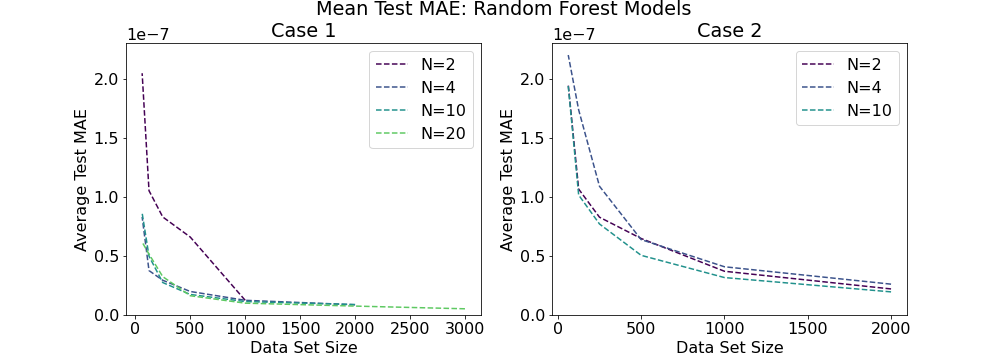 Mean Test MAE: Random Forest Models
Case 1
1e−7
Average Test MAE
2.0
1.5
1.0
0.5
0.0
0 500 1000 1500 2000 2500 3000
Data Set Size
N=2
N=4
N=10
N=20
Case 2
1e−7
Average Test MAE
2.0
1.5
1.0
0.5
0.0
0 500 1000 1500 2000
Data Set Size
N=2
N=4
N=10